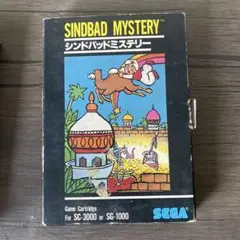 SINDBAD MYSTERY™
シンドバッドミステリー
Game Cartridge
For SC-3000 or SG-1000
SEGA